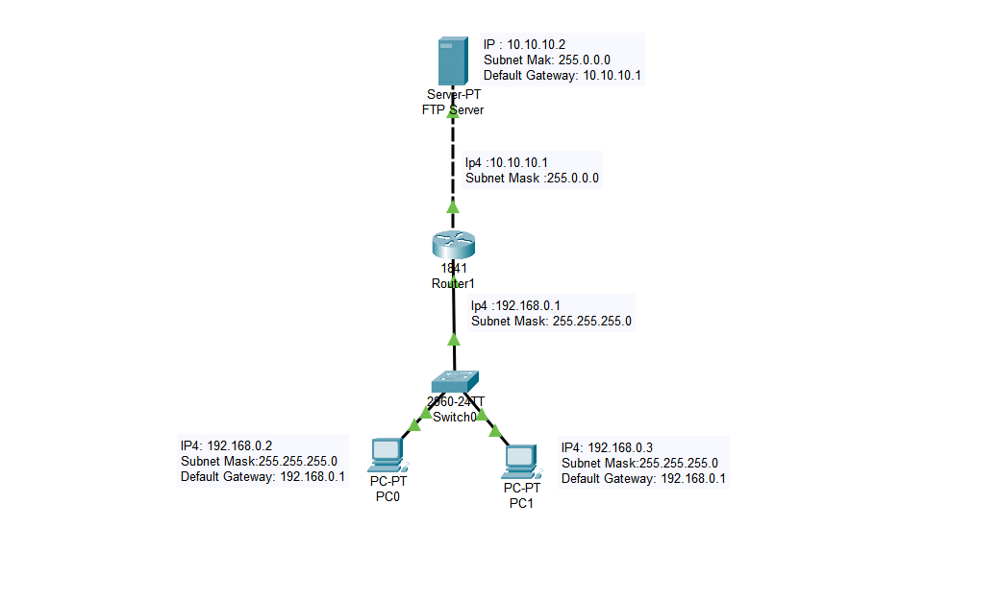 IP : 10.10.10.2
Subnet Mak: 255.0.0.0
Default Gateway: 10.10.10.1
Server-PT
FTP Server
Ip4 :10.10.10.1
Subnet Mask :255.0.0.0
1841
Router1
Ip4 :192.168.0.1
Subnet Mask: 255.255.255.0
2960-24TT
Switch0
IP4: 192.168.0.2
Subnet Mask:255.255.255.0
Default Gateway: 192.168.0.1
PC-PT
PC0
IP4: 192.168.0.3
Subnet Mask:255.255.255.0
Default Gateway: 192.168.0.1
PC-PT
PC1